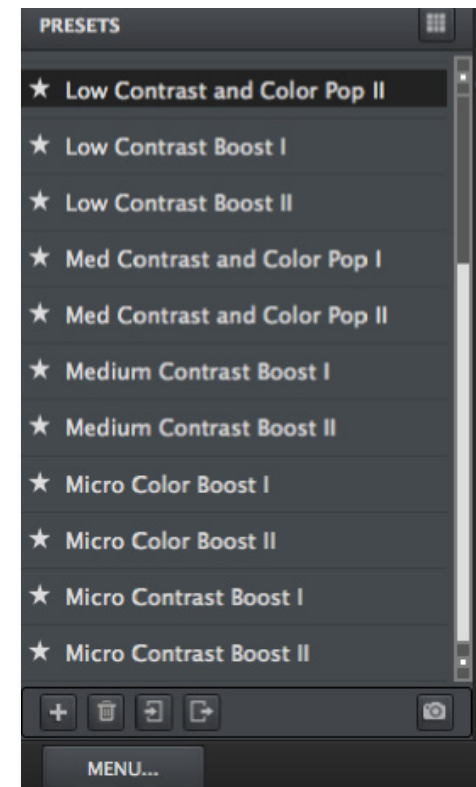 PRESETS
Low Contrast and Color Pop II
Low Contrast Boost I
Low Contrast Boost II
Med Contrast and Color Pop I
Med Contrast and Color Pop II
Medium Contrast Boost I
Medium Contrast Boost II
Micro Color Boost I
Micro Color Boost II
Micro Contrast Boost I
Micro Contrast Boost II
MENU...